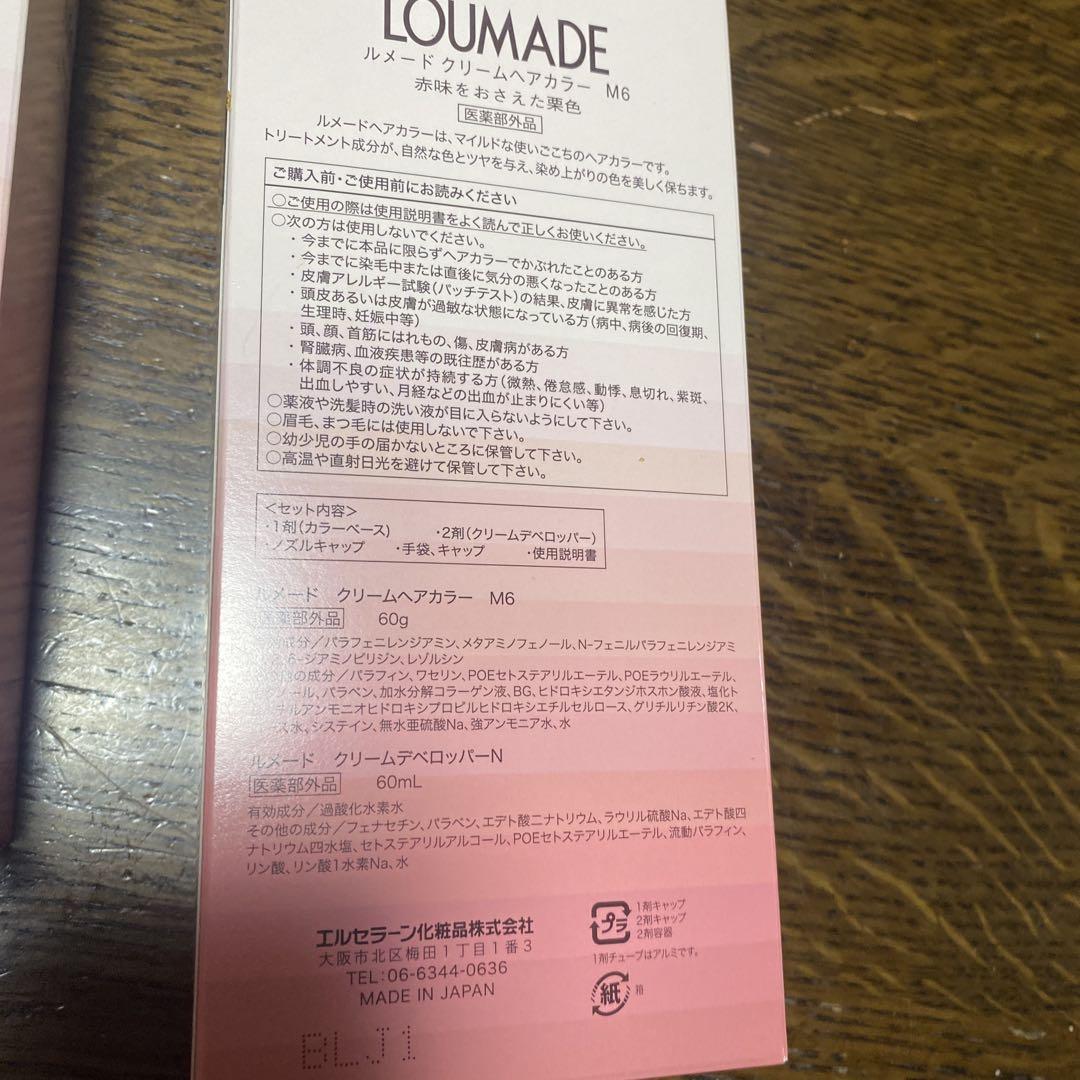 LOUMADE
ルメード クリームヘアカラー M6
赤味をおさえた栗色
医薬部外品
ルメードヘアカラーは、マイルドな使いごこちのヘアカラーです。
トリートメント成分が、自然な色とツヤを与え、染め上がりの色を美しく保ちます。
ご購入前・ご使用前にお読みください
○ご使用の際は使用説明書をよく読んで正しくお使いください。
○次の方は使用しないでください。
・今までに本品に限らずヘアカラーでかぶれたことのある方
・今までに染毛中または直後に気分の悪くなったことのある方
・皮膚アレルギー試験(パッチテスト)の結果、皮膚に異常を感じた方
・頭皮あるいは皮膚が過敏な状態になっている方(病中、病後の回復期、
生理時、妊娠中等)
・頭、顔、首筋にはれもの、傷、皮膚病がある方
・腎臓病、血液疾患等の既往歴がある方
・体調不良の症状が持続する方(微熱、倦怠感、動悸、息切れ、紫斑、
出血しやすい、月経などの出血が止まりにくい等)
○薬液や洗髪時の洗い液が目に入らないようにして下さい。
○眉毛、まつ毛には使用しないで下さい。
○幼少児の手の届かないところに保管して下さい。
○高温や直射日光を避けて保管して下さい。
<セット内容>
・1剤(カラーベース) ・2剤(クリームデベロッパー)
・ノズルキャップ ・手袋、キャップ ・使用説明書
ルメード クリームヘアカラー M6
医薬部外品 60g
成分/パラフェニレンジアミン、メタアミノフェノール、N-フェニルパラフェニレンジアミ
6-ジアミノピリジン、レゾルシン
の成分/パラフィン、ワセリン、POEセトステアリルエーテル、POEラウリルエーテル、
ノール、パラベン、加水分解コラーゲン液、BG、ヒドロキシエタンジホスホン酸液、塩化ト
ルアンモニオヒドロキシプロピルヒドロキシエチルセルロース、グリチルリチン酸2K、
水、システイン、無水亜硫酸Na、強アンモニア水、水
ルメード クリームデベロッパーN
医薬部外品 60mL
有効成分/過酸化水素水
その他の成分/フェナセチン、パラベン、エデト酸二ナトリウム、ラウリル硫酸Na、エデト酸四
ナトリウム四水塩、セトステアリルアルコール、POEセトステアリルエーテル、流動パラフィン、
リン酸、リン酸1水素Na、水
エルセラーン化粧品株式会社
大阪市北区梅田1丁目1番3
TEL:06-6344-0636
MADE IN JAPAN
プラ
1剤キャップ
2剤キャップ
2剤容器
1剤チューブはアルミです。
紙 箱
BLJ1